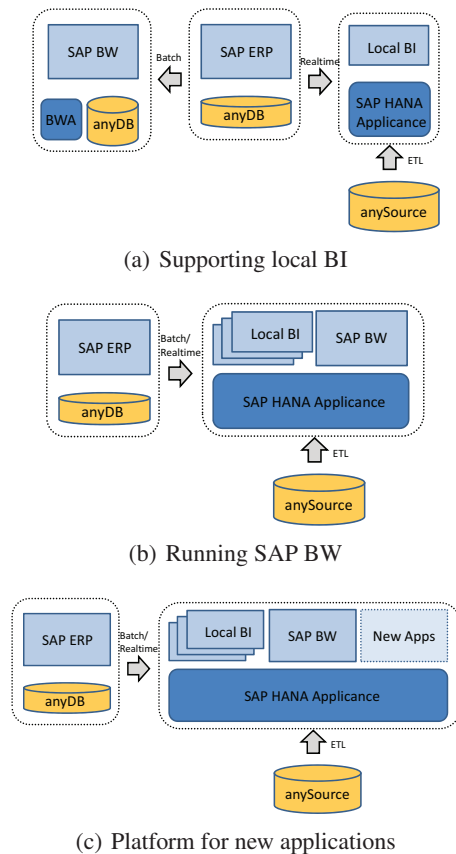 SAP BW
BWA
anyDB
Batch
SAP ERP
anyDB
Realtime
Local BI
SAP HANA
Applicance
ETL
anySource
(a) Supporting local BI
SAP ERP
anyDB
Batch/
Realtime
Local BI
SAP BW
SAP HANA Applicance
ETL
anySource
(b) Running SAP BW
SAP ERP
anyDB
Batch/
Realtime
Local BI
SAP BW
New Apps
SAP HANA Applicance
ETL
anySource
(c) Platform for new applications